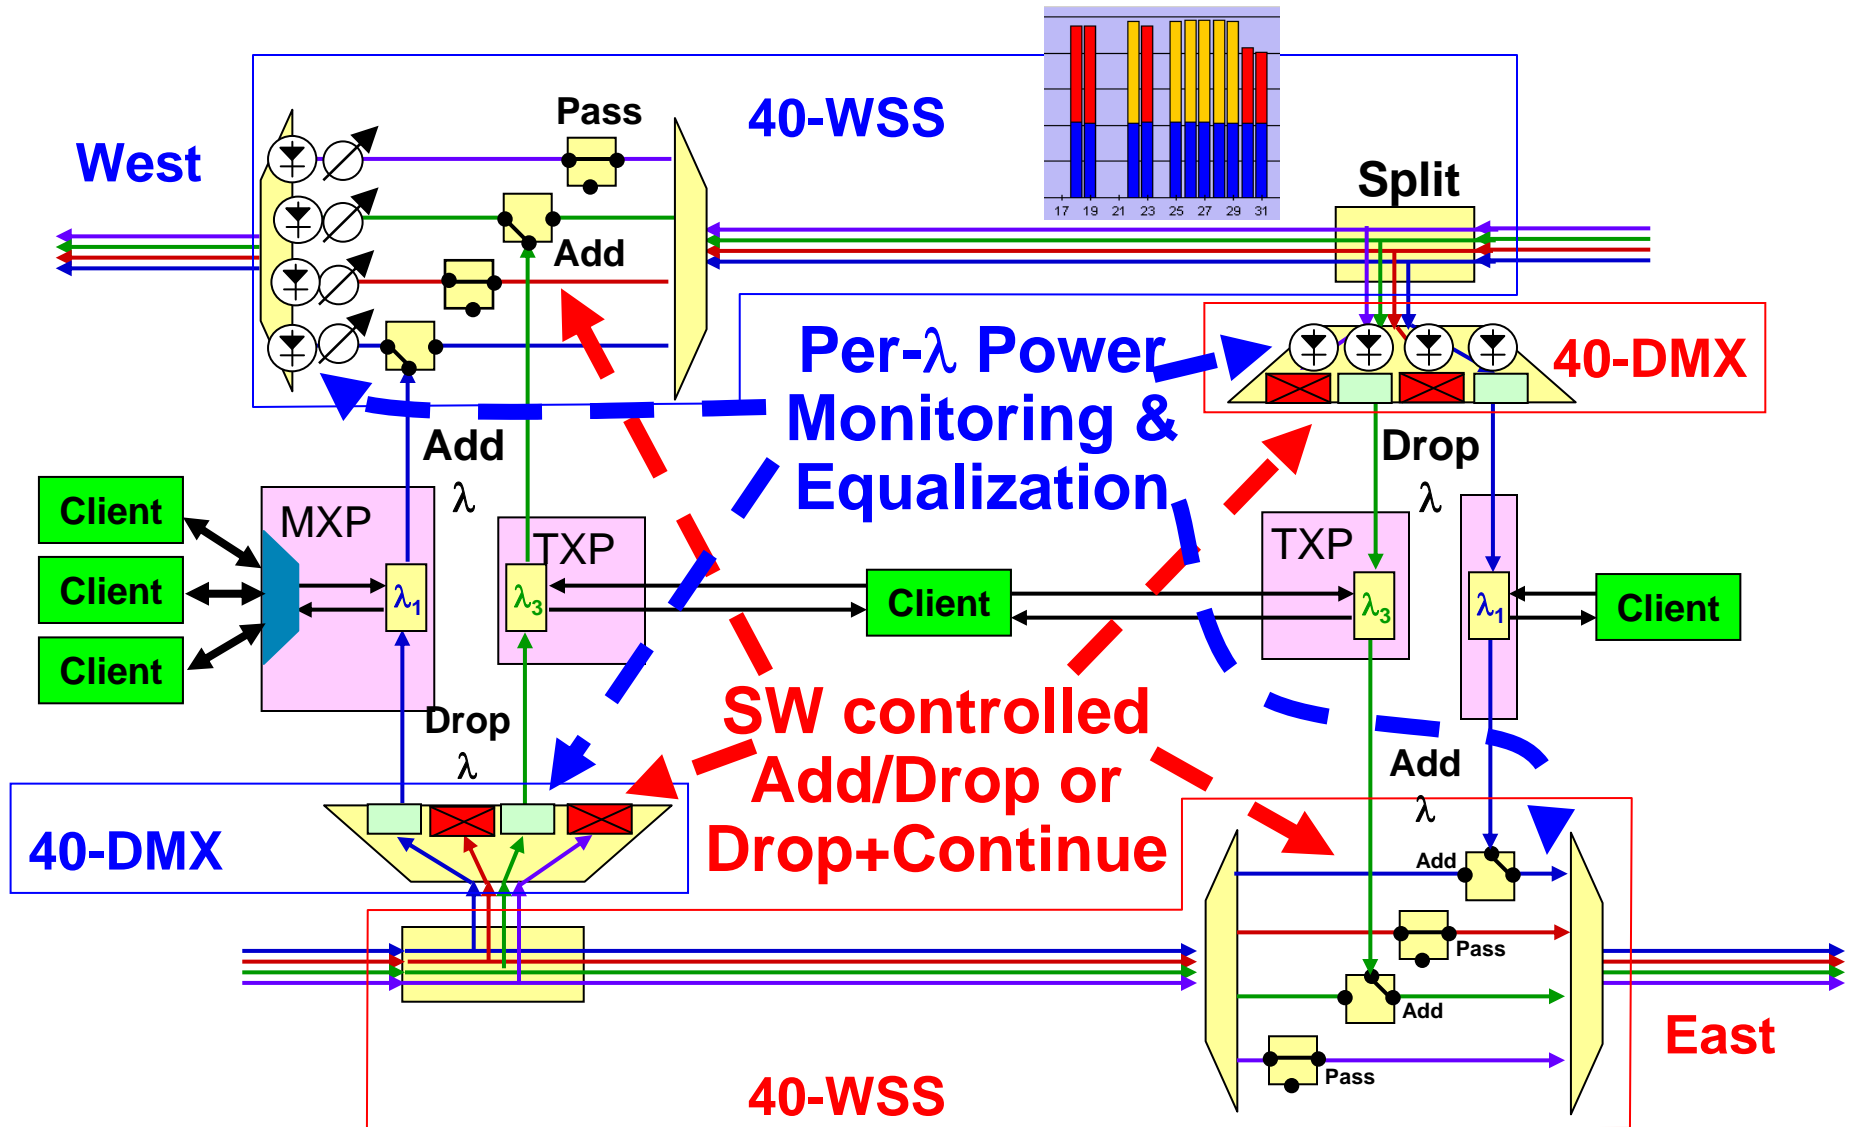 40-WSS
Pass
West
Split
17 19 21 23 25 27 29 31
Add
Per-λ Power
Monitoring &
Equalization
40-DMX
Add
λ
Drop
λ
Client
Client
Client
MXP
λ1
TXP
λ3
Client
TXP
λ3
λ1
Client
Drop
λ
SW controlled
Add/Drop or
Drop+Continue
Add
λ
40-DMX
Add
Pass
Add
Pass
East
40-WSS